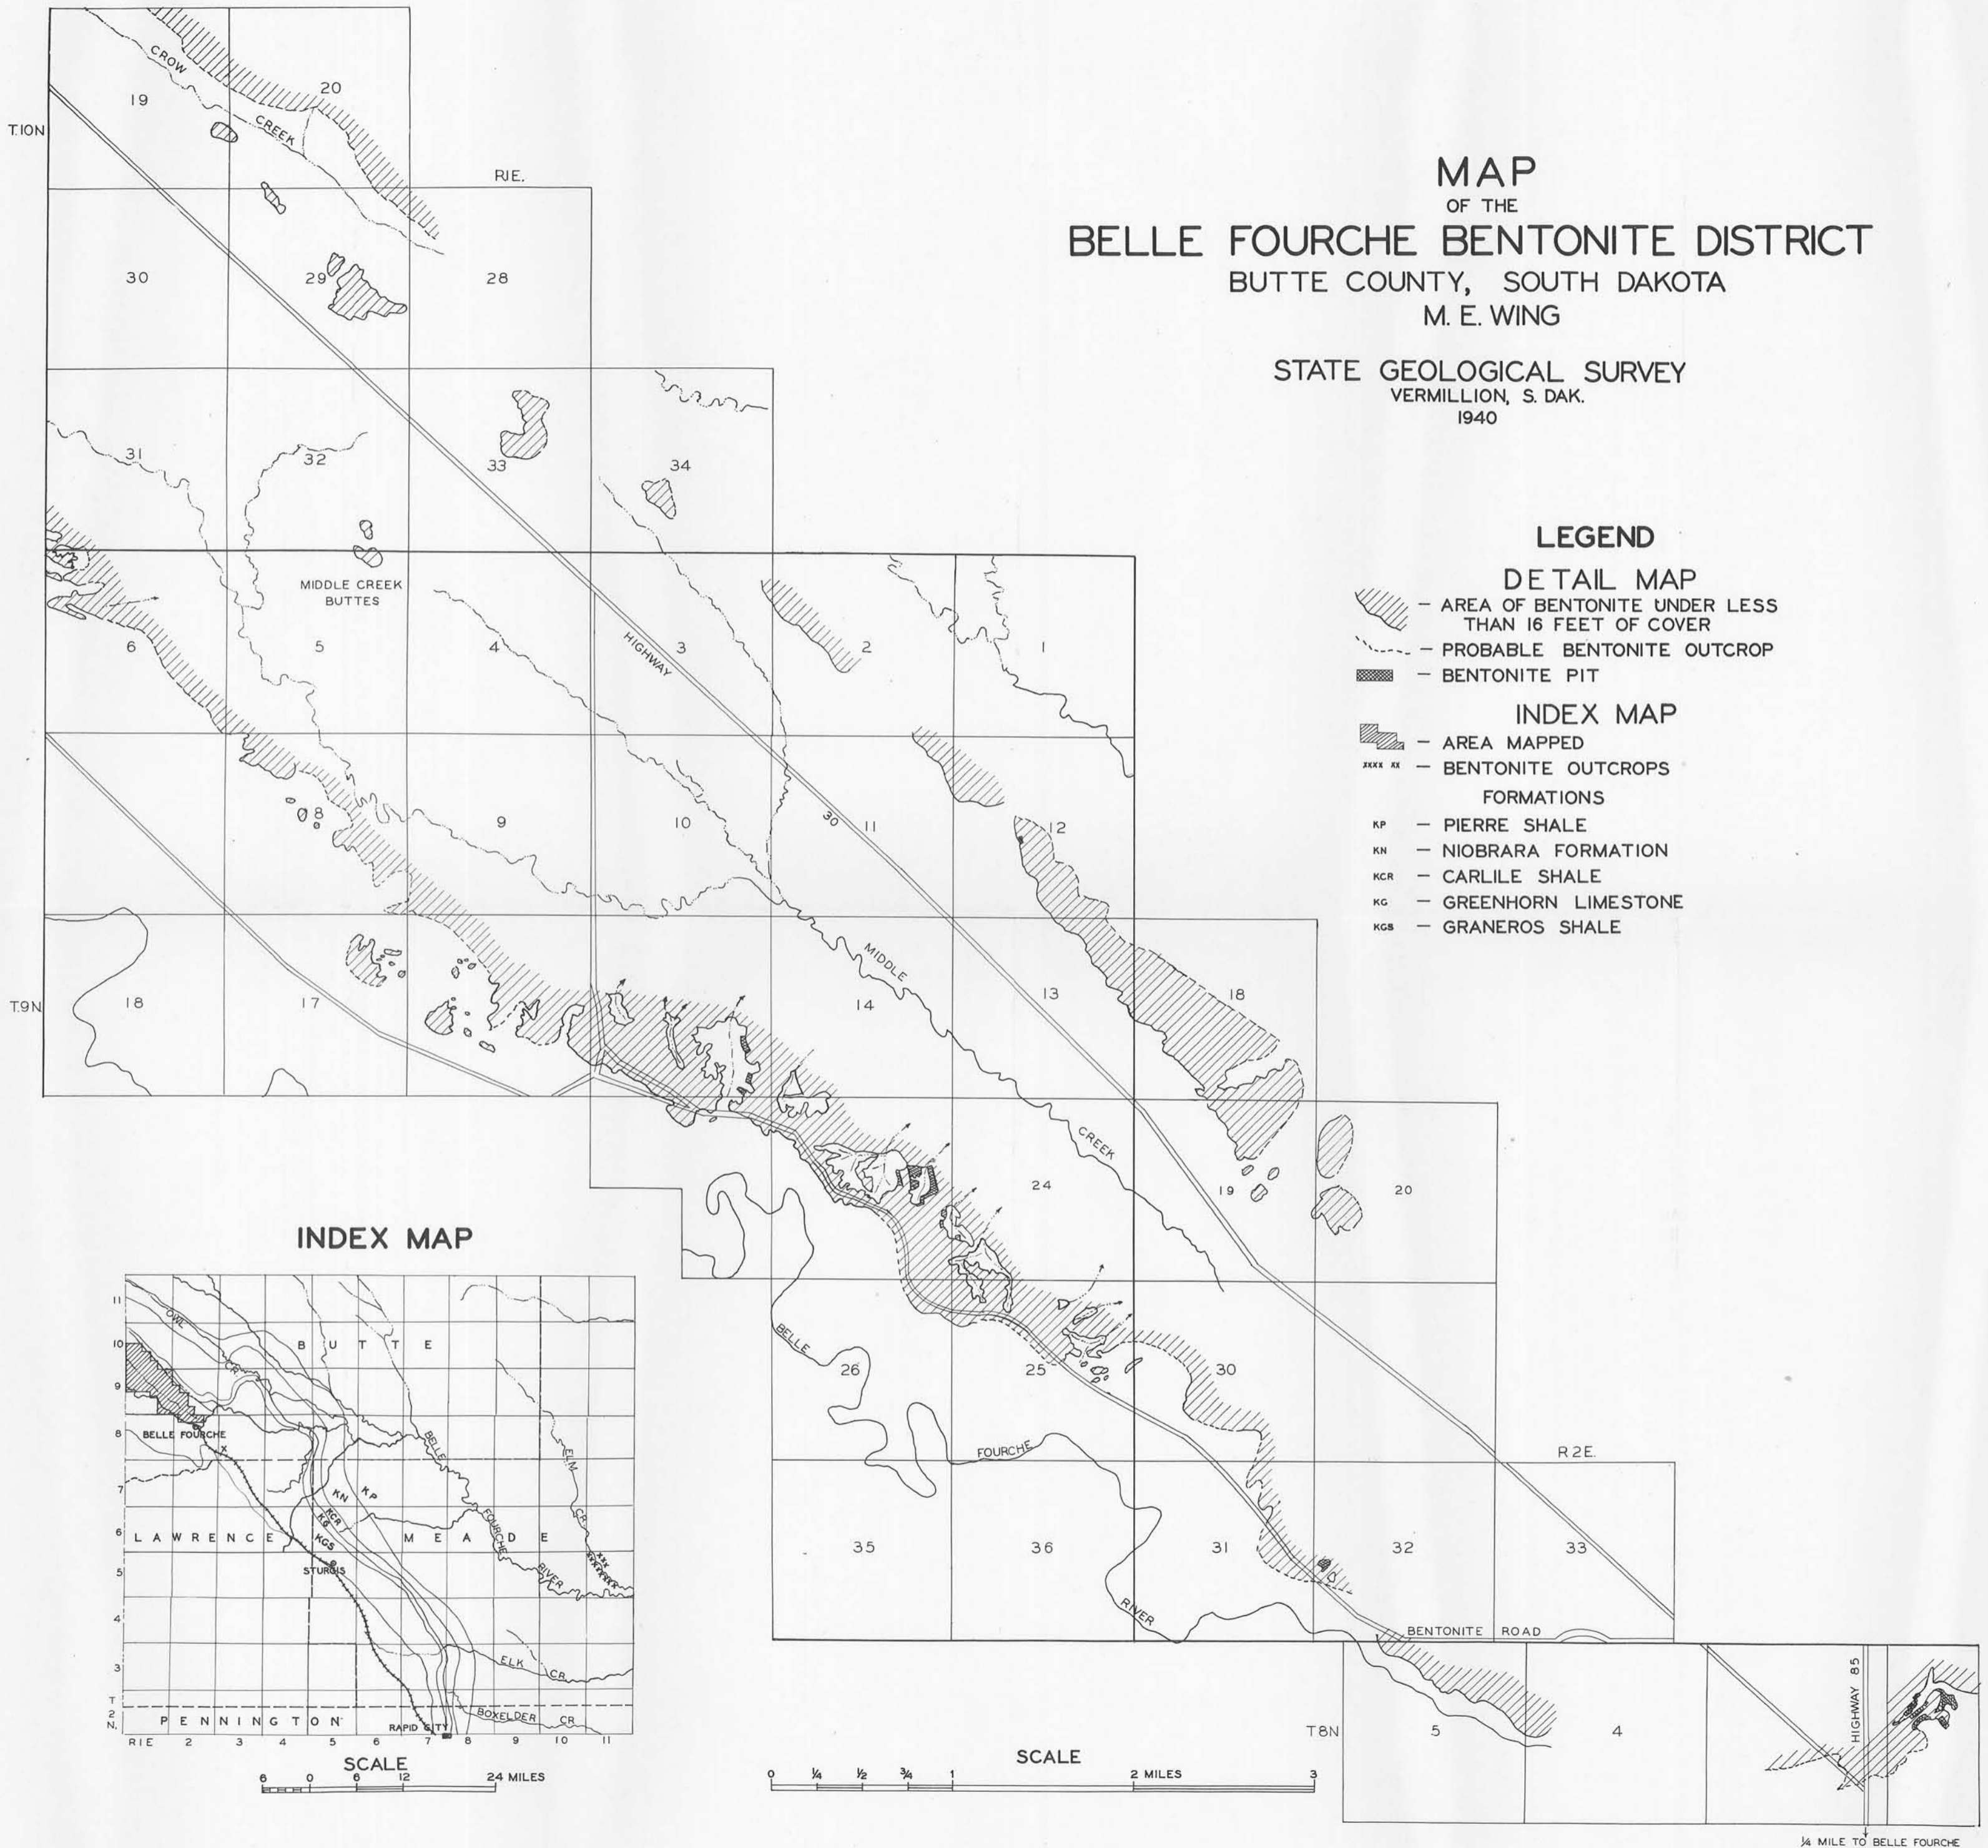 MAP
OF THE
BELLE FOURCHE BENTONITE DISTRICT
BUTTE COUNTY, SOUTH DAKOTA
M. E. WING
STATE GEOLOGICAL SURVEY
VERMILLION, S. DAK.
1940
LEGEND
DETAIL MAP
— AREA OF BENTONITE UNDER LESS
THAN 16 FEET OF COVER
— PROBABLE BENTONITE OUTCROP
— BENTONITE PIT
INDEX MAP
— AREA MAPPED
XXXX XX — BENTONITE OUTCROPS
FORMATIONS
KP — PIERRE SHALE
KN — NIOBRARA FORMATION
KCR — CARLILE SHALE
KG — GREENHORN LIMESTONE
KGS — GRANEROS SHALE
CROW
CREEK
19
20
T.10N
R1E.
30
29
28
31
32
33
34
MIDDLE CREEK
BUTTES
6
5
4
HIGHWAY
3
2
1
8
9
10
30
11
12
T.9N
18
17
MIDDLE
14
13
18
CREEK
24
19
20
BELLE
26
25
30
FOURCHE
R 2E.
35
36
31
32
33
RIVER
BENTONITE ROAD
T8N
5
4
HIGHWAY 85
¼ MILE TO BELLE FOURCHE
SCALE
0 ¼ ½ ¾ 1 2 MILES 3
INDEX MAP
11
10
9
8
7
6
5
4
3
T
2
N.
OWL
CR.
BUTTE
BELLE FOURCHE
X
BELLE
FOURCHE
RIVER
ELM
CR.
KN
KP
KCR
KG
KGS
LAWRENCE
MEADE
STURGIS
XXX
XXXXXX
ELK CR.
BOXELDER CR
PENNINGTON
RAPID CITY
R1E 2 3 4 5 6 7 8 9 10 11
SCALE
6 0 6 12 24 MILES